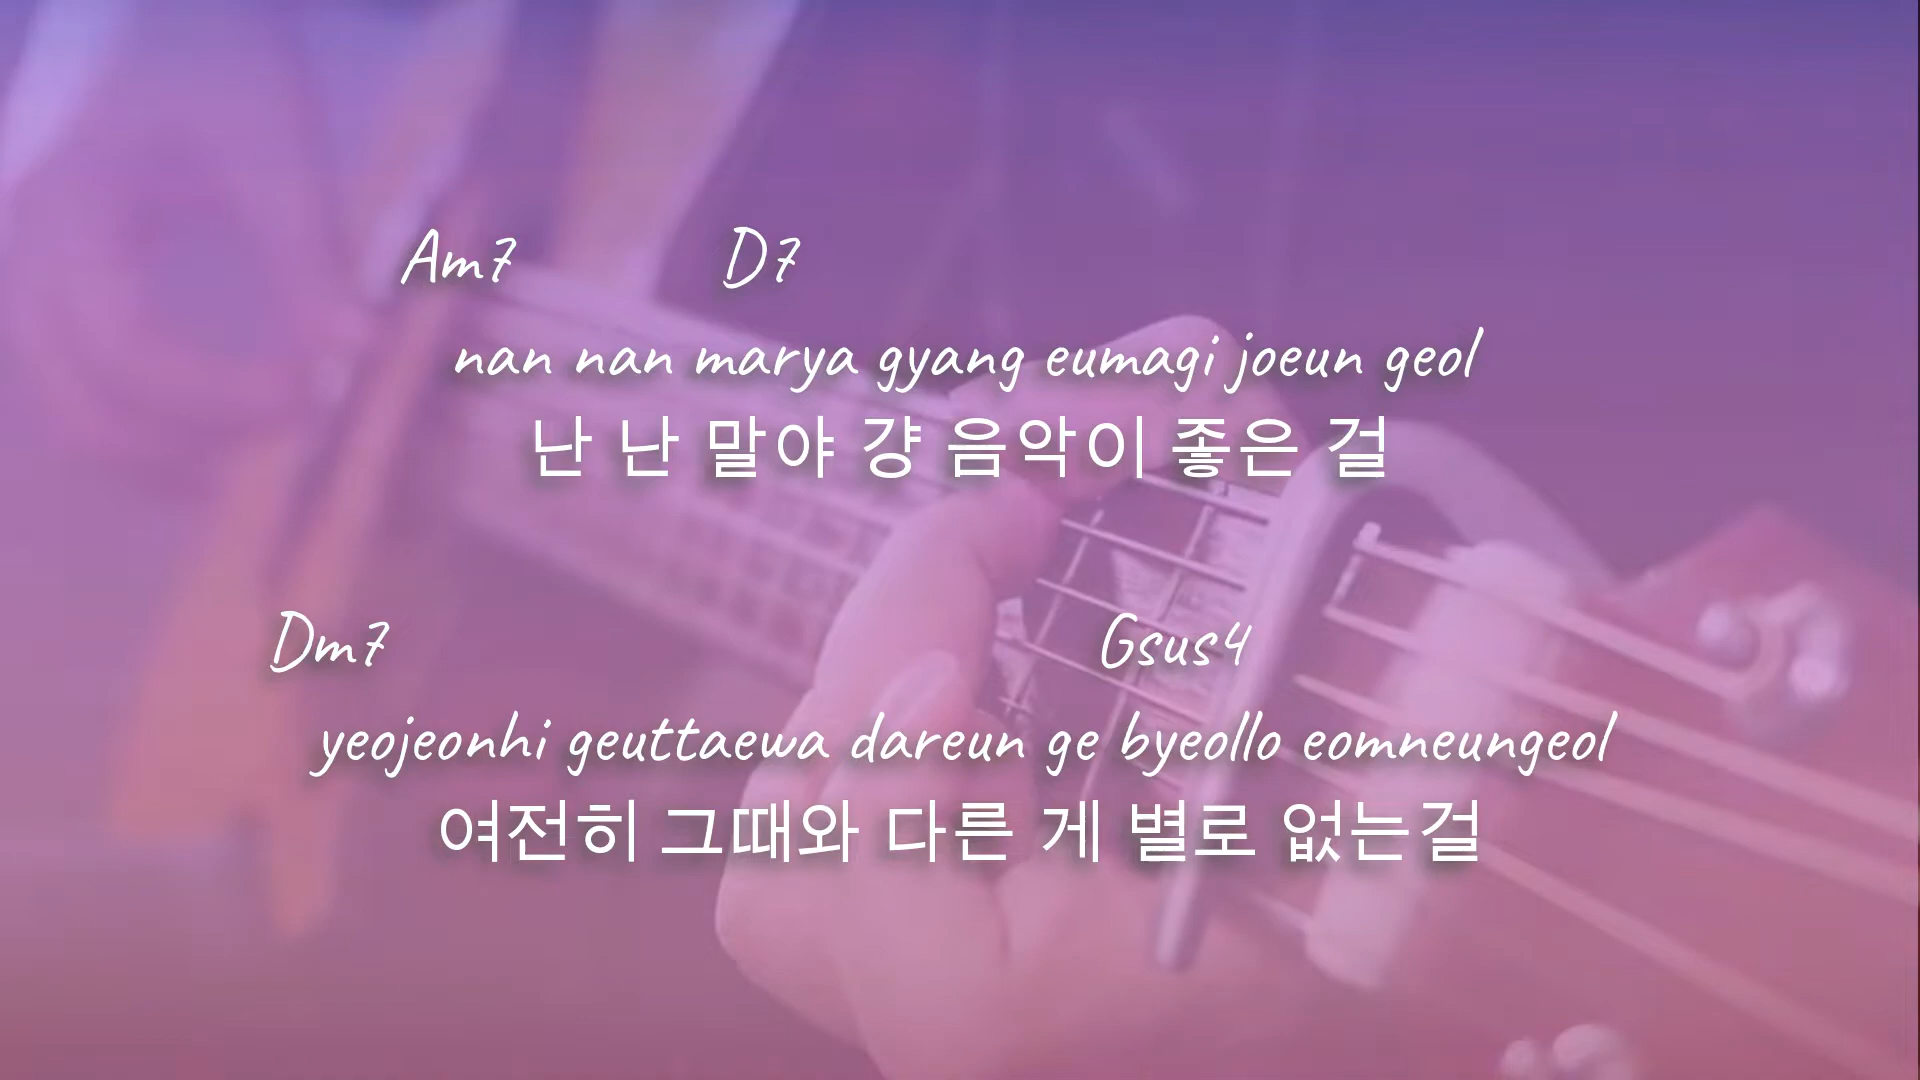 Am7 D7
nan nan marya gyang eumagi joeun geol
난 난 말야 걍 음악이 좋은 걸
Dm7 Gsus4
yeojeonhi geuttaewa dareun ge byeollo eomneungeol
여전히 그때와 다른 게 별로 없는걸